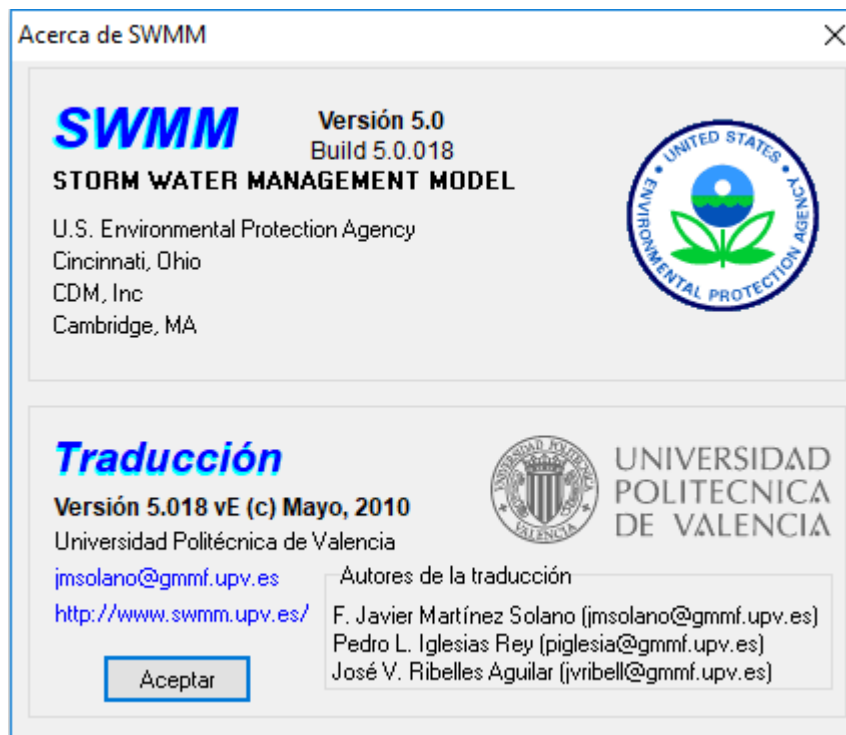 Acerca de SWMM
SWMM
Versión 5.0
Build 5.0.018
STORM WATER MANAGEMENT MODEL
U.S. Environmental Protection Agency
Cincinnati, Ohio
CDM, Inc
Cambridge, MA
UNITED STATES
ENVIRONMENTAL PROTECTION AGENCY
Traducción
Versión 5.018 vE (c) Mayo, 2010
Universidad Politécnica de Valencia
jmsolano@gmmf.upv.es
http://www.swmm.upv.es/
UNIVERSIDAD POLITECNICA
VALENCIA
UNIVERSIDAD
POLITECNICA
DE VALENCIA
Autores de la traducción
F. Javier Martínez Solano (jmsolano@gmmf.upv.es)
Pedro L. Iglesias Rey (piglesia@gmmf.upv.es)
José V. Ribelles Aguilar (jvribell@gmmf.upv.es)
Aceptar